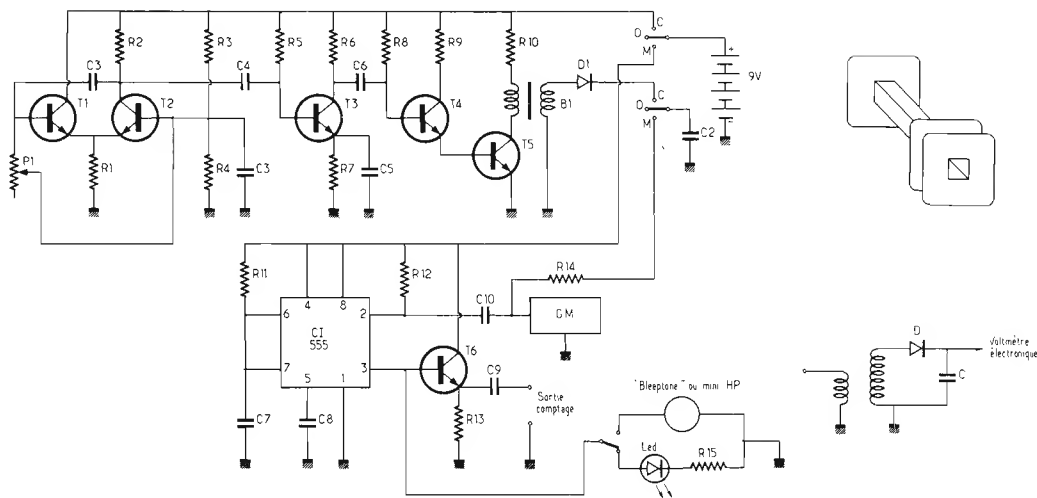 C
O
M
R2
R3
R5
R6
R8
R9
R10
C3
C4
C6
D1
C
O
M
+
9V
-
T1
T2
T3
T4
T5
B1
C2
P1
R1
R4
C3
R7
C5
R11
R12
R14
4
8
6
2
C10
GM
CI
555
7
3
T6
5
1
C9
C7
C8
R13
Sortie
comptage
"Bleeptone" ou mini HP
Led
R15
D
C
Voltmètre
électronique